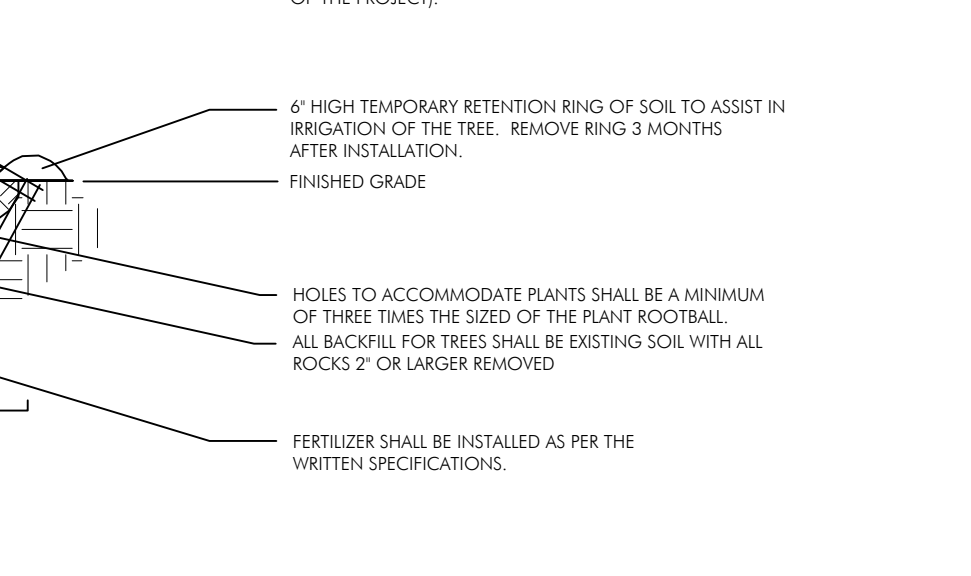 OF THE PROJECT).
6" HIGH TEMPORARY RETENTION RING OF SOIL TO ASSIST IN
IRRIGATION OF THE TREE.  REMOVE RING 3 MONTHS
AFTER INSTALLATION.
FINISHED GRADE
HOLES TO ACCOMMODATE PLANTS SHALL BE A MINIMUM
OF THREE TIMES THE SIZED OF THE PLANT ROOTBALL.
ALL BACKFILL FOR TREES SHALL BE EXISTING SOIL WITH ALL
ROCKS 2" OR LARGER REMOVED
FERTILIZER SHALL BE INSTALLED AS PER THE
WRITTEN SPECIFICATIONS.